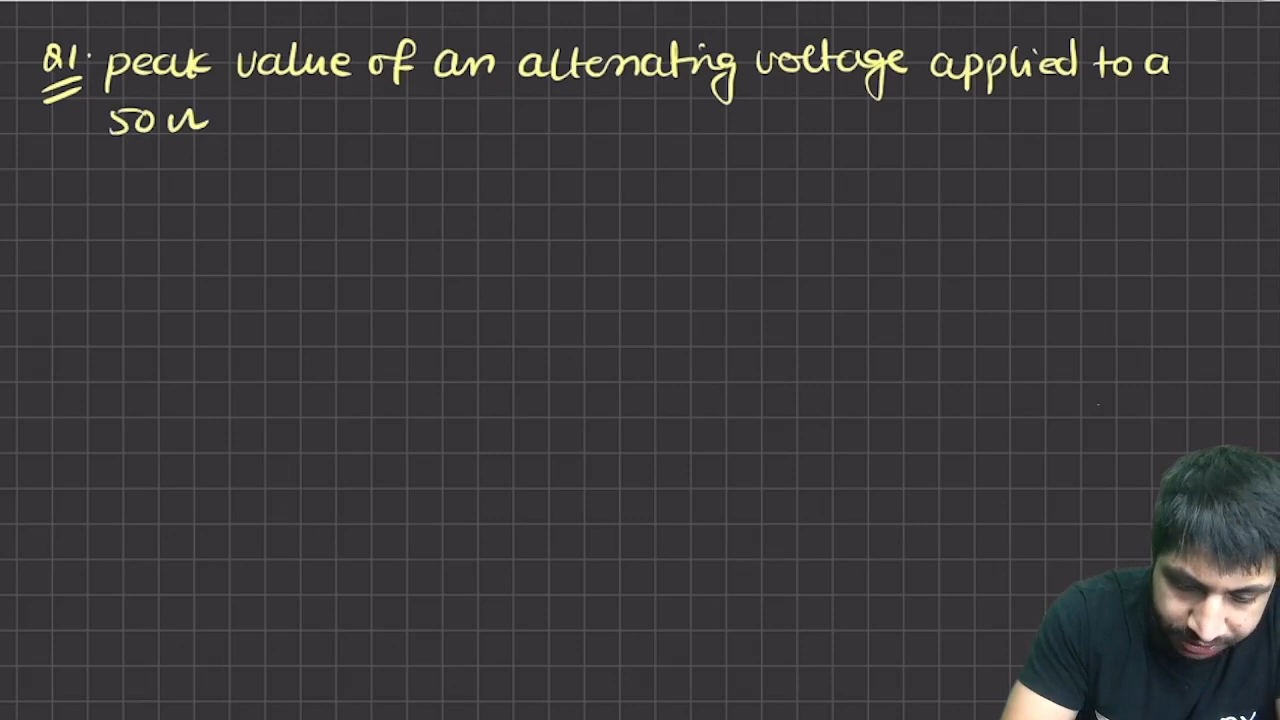 Q1. peak value of an alternating voltage applied to a
50 Ω